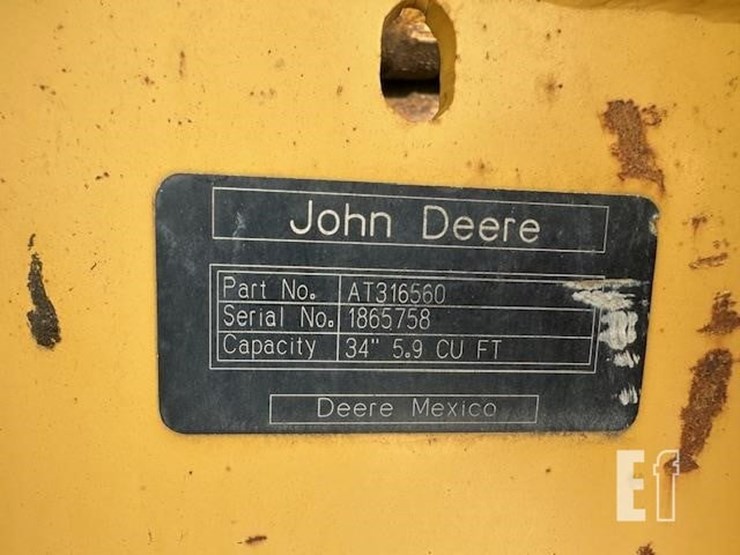 John Deere
Part No. AT316560
Serial No. 1865758
Capacity 34" 5.9 CU FT
Deere Mexico
Ef